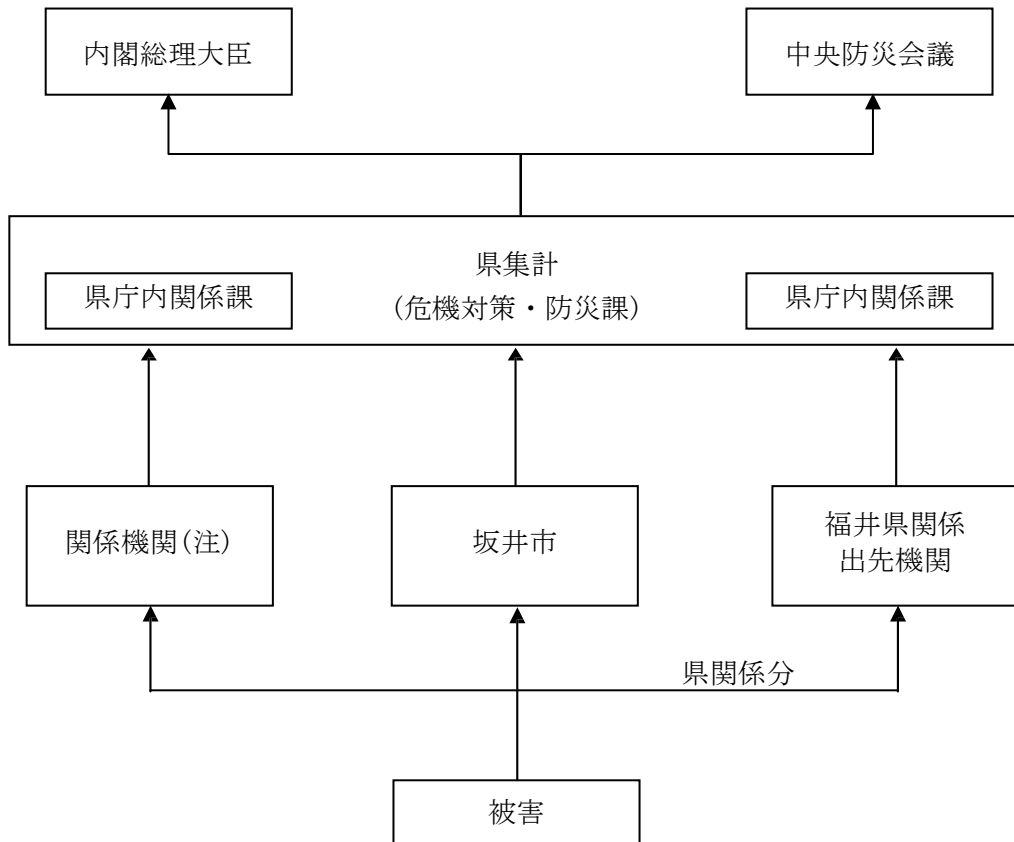 内閣総理大臣
中央防災会議
県集計
(危機対策・防災課)
県庁内関係課
県庁内関係課
関係機関(注)
坂井市
福井県関係
出先機関
県関係分
被害